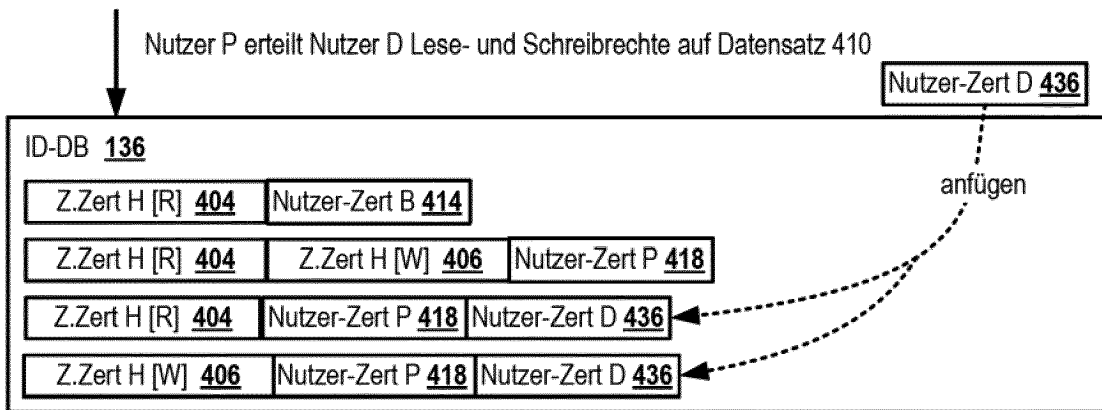 Nutzer P erteilt Nutzer D Lese- und Schreibrechte auf Datensatz 410
Nutzer-Zert D 436
ID-DB 136
anfügen
Z.Zert H [R] 404 Nutzer-Zert B 414
Z.Zert H [R] 404 Z.Zert H [W] 406 Nutzer-Zert P 418
Z.Zert H [R] 404 Nutzer-Zert P 418 Nutzer-Zert D 436
Z.Zert H [W] 406 Nutzer-Zert P 418 Nutzer-Zert D 436